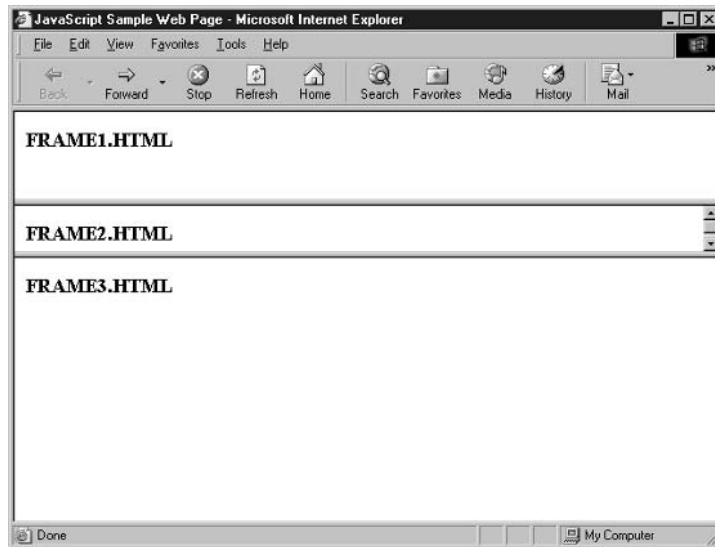 JavaScript Sample Web Page - Microsoft Internet Explorer
File Edit View Favorites Tools Help
Back Forward Stop Refresh Home Search Favorites Media History Mail »
FRAME1.HTML
FRAME2.HTML
FRAME3.HTML
Done My Computer